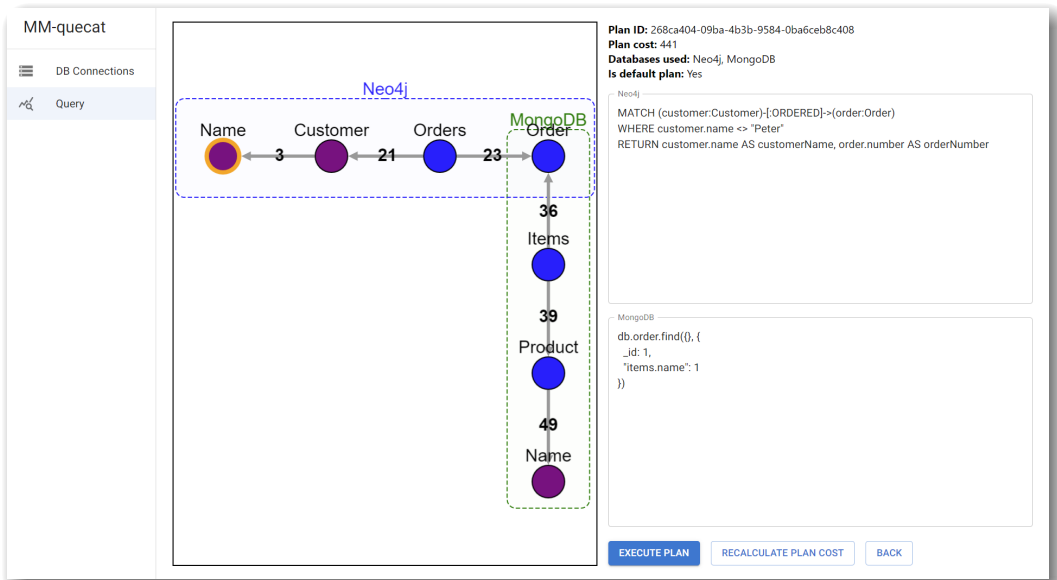 MM-quecat
DB Connections
Query
Neo4j
MongoDB
Name
Customer
Orders
Order
3
21
23
36
Items
39
Product
49
Name
Plan ID: 268ca404-09ba-4b3b-9584-0ba6ceb8c408
Plan cost: 441
Databases used: Neo4j, MongoDB
Is default plan: Yes
Neo4j
MATCH (customer:Customer)-[:ORDERED]->(order:Order)
WHERE customer.name <> "Peter"
RETURN customer.name AS customerName, order.number AS orderNumber
MongoDB
db.order.find({}, {
_id: 1,
"items.name": 1
})
EXECUTE PLAN
RECALCULATE PLAN COST
BACK